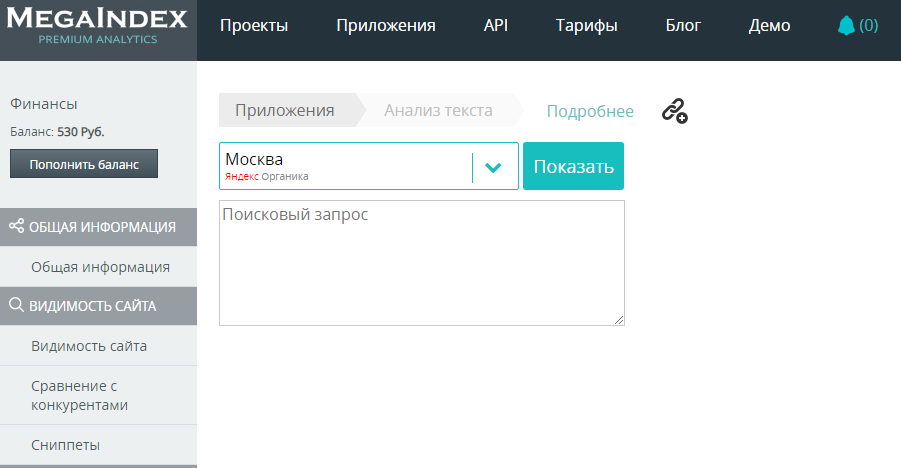 MEGAINDEX
PREMIUM ANALYTICS
Проекты Приложения API Тарифы Блог Демо (0)
Финансы
Баланс: 530 Руб.
Пополнить баланс
ОБЩАЯ ИНФОРМАЦИЯ
Общая информация
ВИДИМОСТЬ САЙТА
Видимость сайта
Сравнение с
конкурентами
Сниппеты
Приложения Анализ текста Подробнее
Москва
Яндекс Органика
Показать
Поисковый запрос